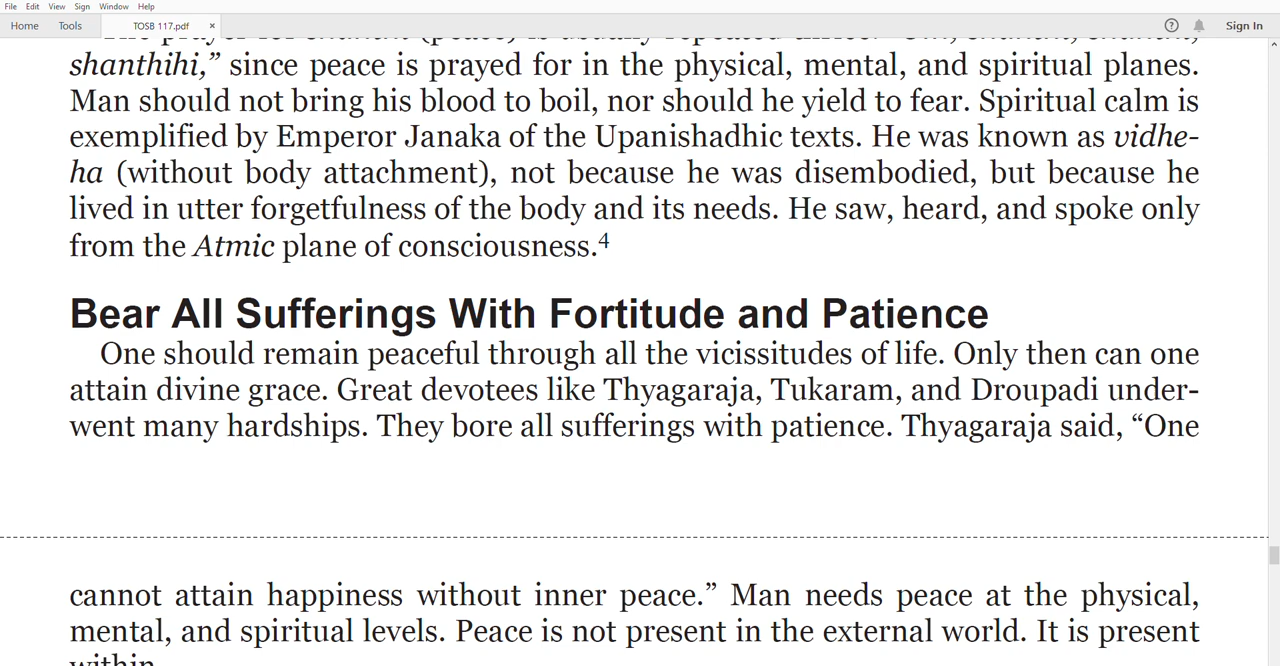 File Edit View Sign Window Help
Home Tools TOSB 117.pdf × ? Sign In
shanthihi,” since peace is prayed for in the physical, mental, and spiritual planes.
Man should not bring his blood to boil, nor should he yield to fear. Spiritual calm is
exemplified by Emperor Janaka of the Upanishadhic texts. He was known as vidhe-
ha (without body attachment), not because he was disembodied, but because he
lived in utter forgetfulness of the body and its needs. He saw, heard, and spoke only
from the Atmic plane of consciousness.4
Bear All Sufferings With Fortitude and Patience
One should remain peaceful through all the vicissitudes of life. Only then can one
attain divine grace. Great devotees like Thyagaraja, Tukaram, and Droupadi under-
went many hardships. They bore all sufferings with patience. Thyagaraja said, “One
cannot attain happiness without inner peace.” Man needs peace at the physical,
mental, and spiritual levels. Peace is not present in the external world. It is present
within